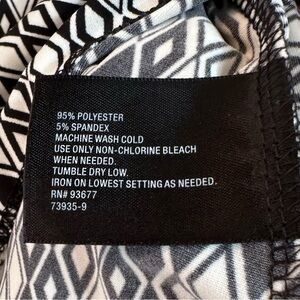 95% POLYESTER
5% SPANDEX
MACHINE WASH COLD
USE ONLY NON-CHLORINE BLEACH
WHEN NEEDED.
TUMBLE DRY LOW.
IRON ON LOWEST SETTING AS NEEDED.
RN# 93677
73935-9